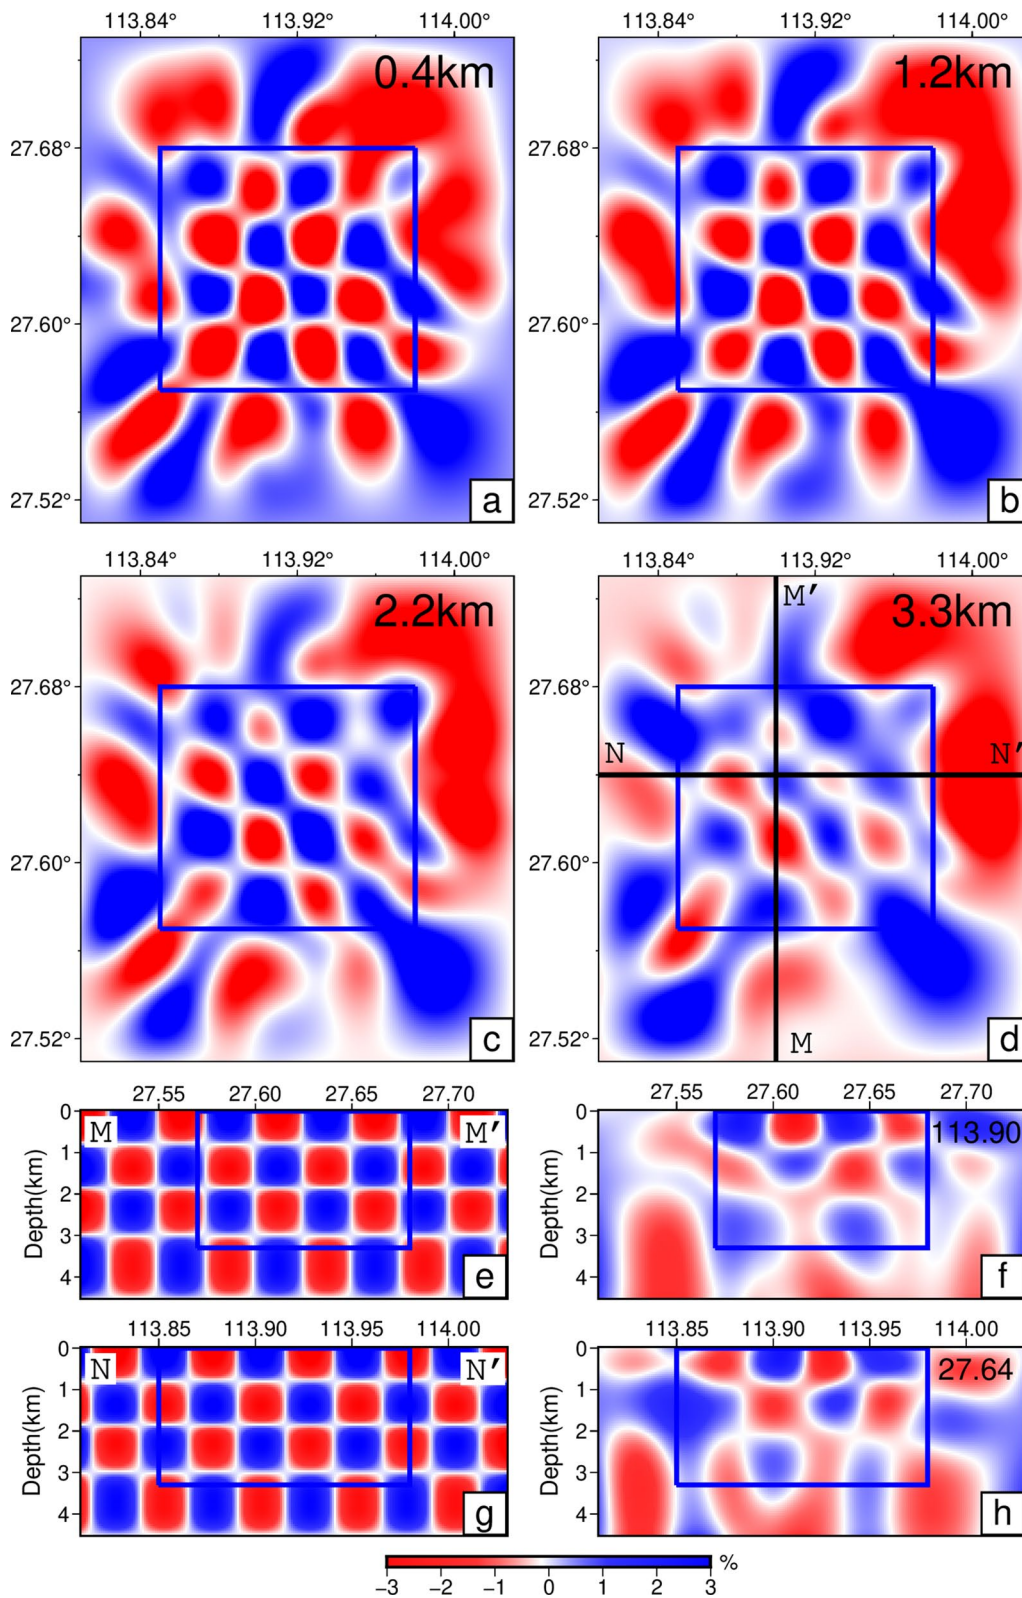 113.84° 113.92° 114.00° 113.84° 113.92° 114.00°
0.4km 1.2km
27.68° 27.68°
27.60° 27.60°
27.52° 27.52°
a b
113.84° 113.92° 114.00° 113.84° 113.92° 114.00°
2.2km M′ 3.3km
27.68° 27.68°
N N′
27.60° 27.60°
27.52° 27.52°
c M d
27.55 27.60 27.65 27.70 27.55 27.60 27.65 27.70
0 M M′ 0 113.90
1 1
2 2
3 3
4 4
Depth(km) Depth(km)
e f
113.85 113.90 113.95 114.00 113.85 113.90 113.95 114.00
0 N N′ 0 27.64
1 1
2 2
3 3
4 4
Depth(km) Depth(km)
g h
%
−3 −2 −1 0 1 2 3